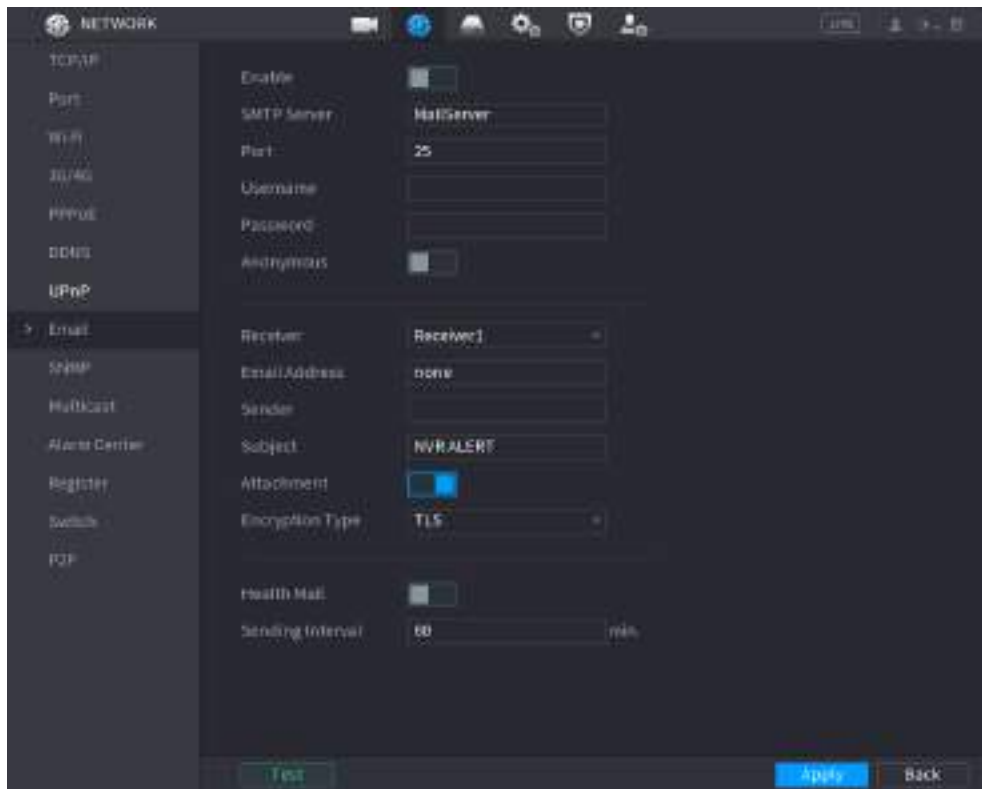 NETWORK
LIVE
TCP/IP
Port
Wi-Fi
3G/4G
PPPoE
DDNS
UPnP
Email
SNMP
Multicast
Alarm Center
Register
Switch
P2P
Enable
SMTP Server MailServer
Port 25
Username
Password
Anonymous
Receiver Receiver1
Email Address none
Sender
Subject NVR ALERT
Attachment
Encryption Type TLS
Health Mail
Sending Interval 60 min.
Test Apply Back